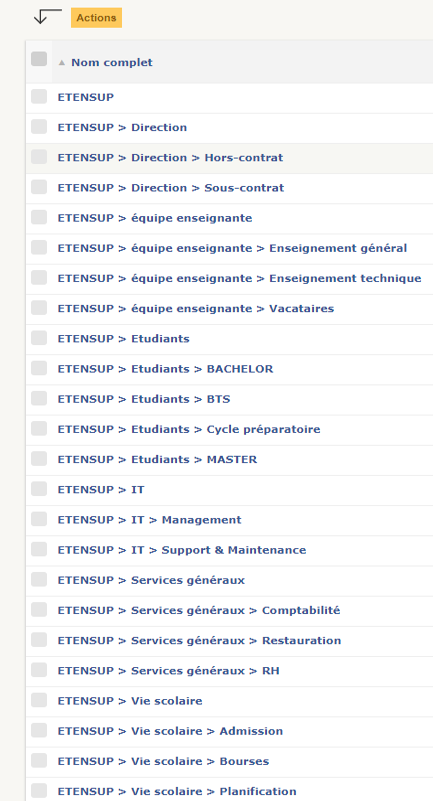 Actions
Nom complet
ETENSUP
ETENSUP > Direction
ETENSUP > Direction > Hors-contrat
ETENSUP > Direction > Sous-contrat
ETENSUP > équipe enseignante
ETENSUP > équipe enseignante > Enseignement général
ETENSUP > équipe enseignante > Enseignement technique
ETENSUP > équipe enseignante > Vacataires
ETENSUP > Etudiants
ETENSUP > Etudiants > BACHELOR
ETENSUP > Etudiants > BTS
ETENSUP > Etudiants > Cycle préparatoire
ETENSUP > Etudiants > MASTER
ETENSUP > IT
ETENSUP > IT > Management
ETENSUP > IT > Support & Maintenance
ETENSUP > Services généraux
ETENSUP > Services généraux > Comptabilité
ETENSUP > Services généraux > Restauration
ETENSUP > Services généraux > RH
ETENSUP > Vie scolaire
ETENSUP > Vie scolaire > Admission
ETENSUP > Vie scolaire > Bourses
ETENSUP > Vie scolaire > Planification